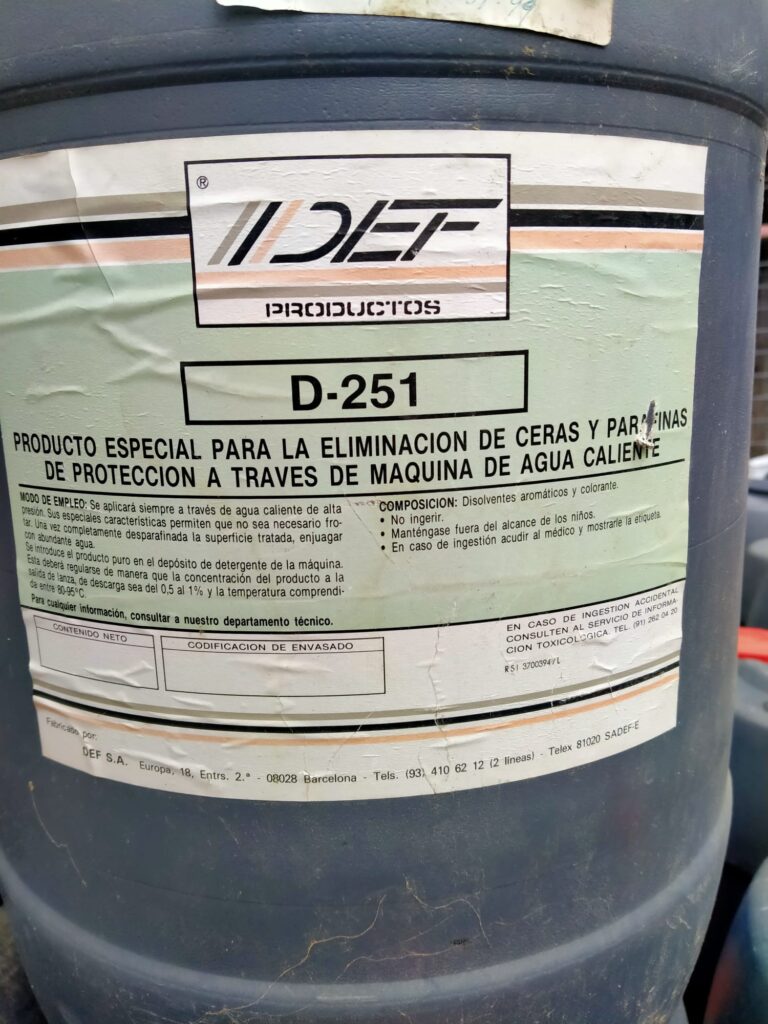 ®
DEF
PRODUCTOS
D-251
PRODUCTO ESPECIAL PARA LA ELIMINACION DE CERAS Y PARAFINAS
DE PROTECCION A TRAVES DE MAQUINA DE AGUA CALIENTE
MODO DE EMPLEO: Se aplicará siempre a través de agua caliente de alta
presión. Sus especiales características permiten que no sea necesario fro-
tar. Una vez completamente desparafinada la superficie tratada, enjuagar
con abundante agua.
Se introduce el producto puro en el depósito de detergente de la máquina.
Esta deberá regularse de manera que la concentración del producto a la
salida de lanza, de descarga sea del 0,5 al 1% y la temperatura comprendi-
da entre 80-95°C.
Para cualquier información, consultar a nuestro departamento técnico.
COMPOSICION: Disolventes aromáticos y colorante.
• No ingerir.
• Manténgase fuera del alcance de los niños.
• En caso de ingestión acudir al médico y mostrarle la etiqueta.
CONTENIDO NETO
CODIFICACION DE ENVASADO
EN CASO DE INGESTION ACCIDENTAL
CONSULTEN AL SERVICIO DE INFORMA-
CION TOXICOLOGICA. TEL. (91) 262 04 20
RSI 3700394/L
Fabricado por:
DEF S.A. Europa, 18, Entrs. 2.ª - 08028 Barcelona - Tels. (93) 410 62 12 (2 líneas) - Telex 81020 SADEF-E